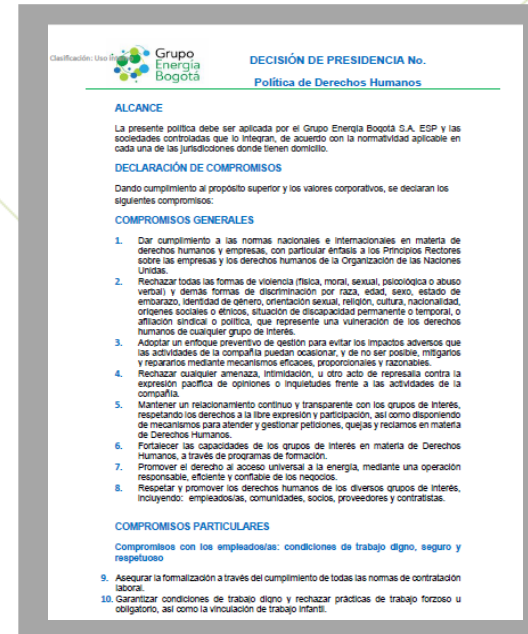 Clasificación: Uso
Grupo
Energía
Bogotá
DECISIÓN DE PRESIDENCIA No.
Política de Derechos Humanos
ALCANCE
La presente política debe ser aplicada por el Grupo Energía Bogotá S.A. ESP y las
sociedades controladas que lo integran, de acuerdo con la normatividad aplicable en
cada una de las jurisdicciones donde tienen domicilio.
DECLARACIÓN DE COMPROMISOS
Dando cumplimiento al propósito superior y los valores corporativos, se declaran los
siguientes compromisos:
COMPROMISOS GENERALES
1. Dar cumplimiento a las normas nacionales e internacionales en materia de
derechos humanos y empresas, con particular énfasis a los Principios Rectores
sobre las empresas y los derechos humanos de la Organización de las Naciones
Unidas.
2. Rechazar todas las formas de violencia (física, moral, sexual, psicológica o abuso
verbal) y demás formas de discriminación por raza, edad, sexo, estado de
embarazo, identidad de género, orientación sexual, religión, cultura, nacionalidad,
orígenes sociales o étnicos, situación de discapacidad permanente o temporal, o
afiliación sindical o política, que represente una vulneración de los derechos
humanos de cualquier grupo de interés.
3. Adoptar un enfoque preventivo de gestión para evitar los impactos adversos que
las actividades de la compañía puedan ocasionar, y de no ser posible, mitigarlos
y repararlos mediante mecanismos eficaces, proporcionales y razonables.
4. Rechazar cualquier amenaza, intimidación, u otro acto de represalia contra la
expresión pacífica de opiniones o inquietudes frente a las actividades de la
compañía.
5. Mantener un relacionamiento continuo y transparente con los grupos de interés,
respetando los derechos a la libre expresión y participación, así como disponiendo
de mecanismos para atender y gestionar peticiones, quejas y reclamos en materia
de Derechos Humanos.
6. Fortalecer las capacidades de los grupos de interés en materia de Derechos
Humanos, a través de programas de formación.
7. Promover el derecho al acceso universal a la energía, mediante una operación
responsable, eficiente y confiable de los negocios.
8. Respetar y promover los derechos humanos de los diversos grupos de interés,
incluyendo: empleados/as, comunidades, socios, proveedores y contratistas.
COMPROMISOS PARTICULARES
Compromisos con los empleados/as: condiciones de trabajo digno, seguro y
respetuoso
9. Asegurar la formalización a través del cumplimiento de todas las normas de contratación
laboral.
10. Garantizar condiciones de trabajo digno y rechazar prácticas de trabajo forzoso u
obligatorio, así como la vinculación de trabajo infantil.